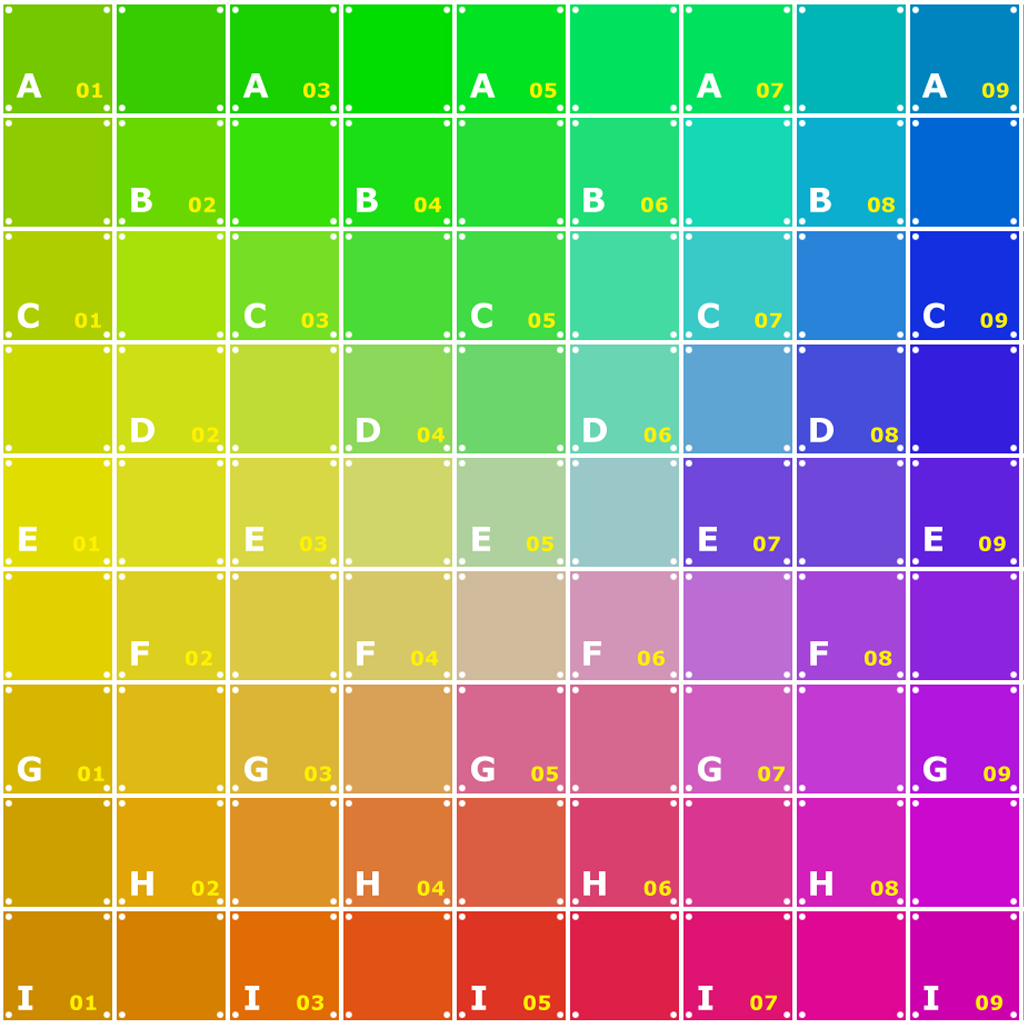 A 01 A 03 A 05 A 07 A 09
B 02 B 04 B 06 B 08
C 01 C 03 C 05 C 07 C 09
D 02 D 04 D 06 D 08
E 01 E 03 E 05 E 07 E 09
F 02 F 04 F 06 F 08
G 01 G 03 G 05 G 07 G 09
H 02 H 04 H 06 H 08
I 01 I 03 I 05 I 07 I 09